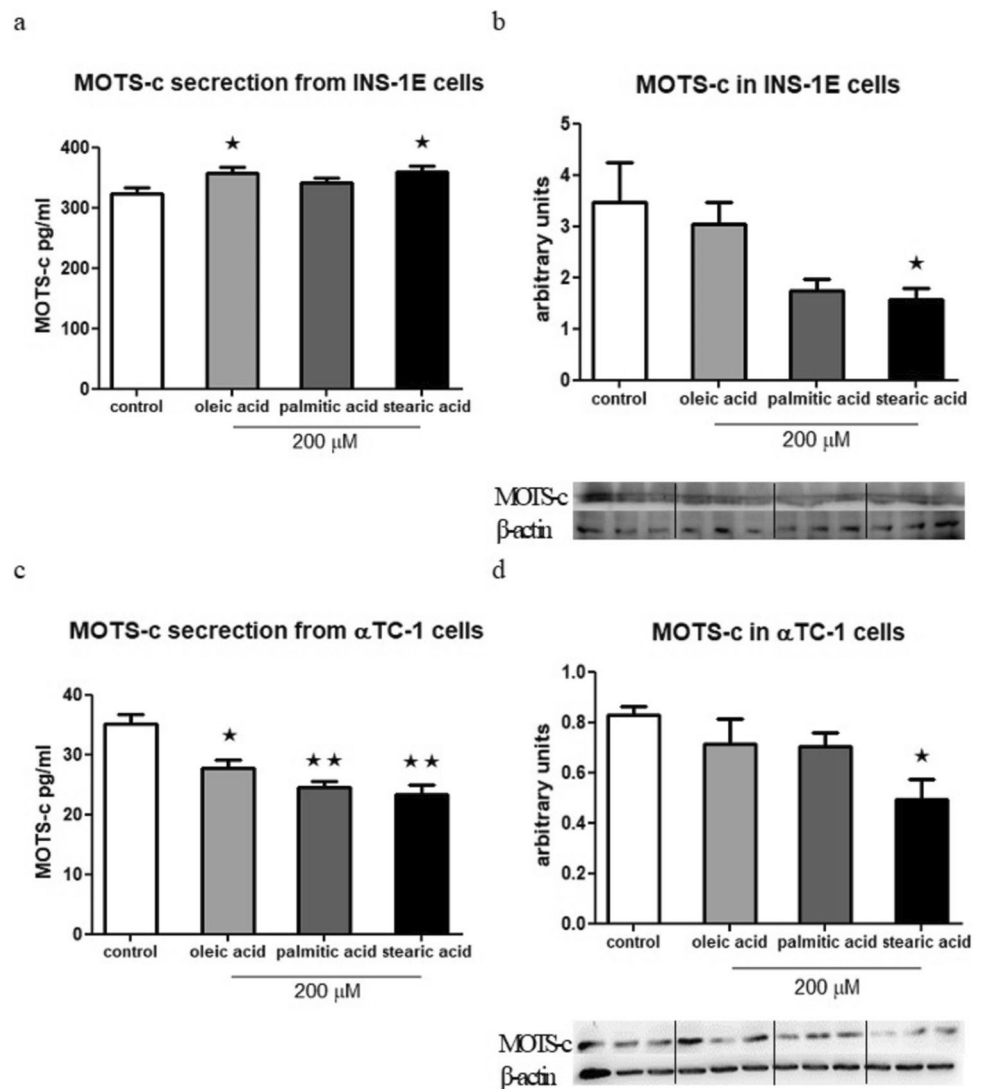 a
MOTS-c secrection from INS-1E cells
MOTS-c pg/ml
400
300
200
100
0
★
★
control oleic acid palmitic acid stearic acid
200 μM
b
MOTS-c in INS-1E cells
arbitrary units
5
4
3
2
1
0
★
control oleic acid palmitic acid stearic acid
200 μM
MOTS-c
β-actin
c
MOTS-c secrection from αTC-1 cells
MOTS-c pg/ml
40
30
20
10
0
★
★★
★★
control oleic acid palmitic acid stearic acid
200 μM
d
MOTS-c in αTC-1 cells
arbitrary units
1.0
0.8
0.6
0.4
0.2
0.0
★
control oleic acid palmitic acid stearic acid
200 μM
MOTS-c
β-actin